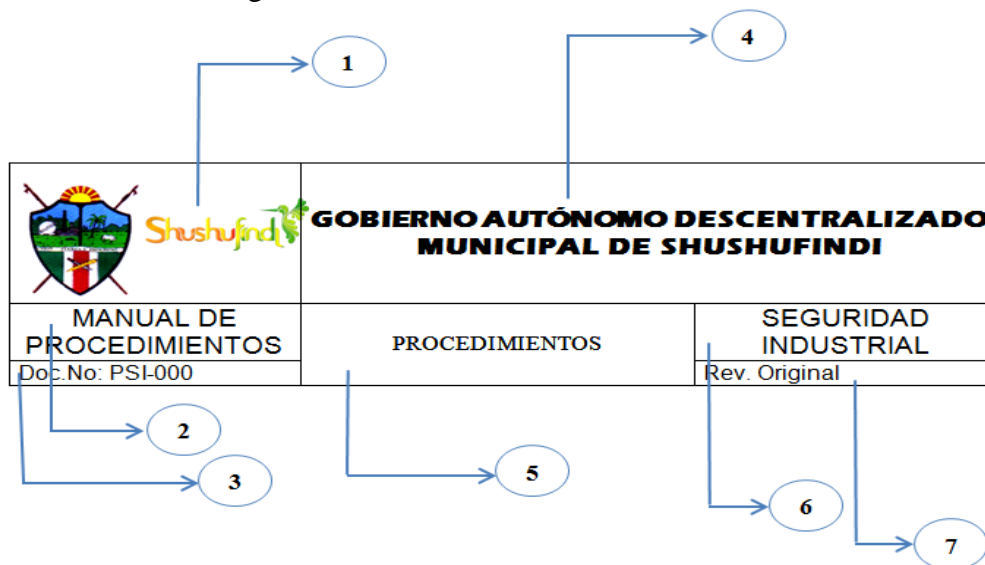 1
4
Shushufindi
GOBIERNO AUTÓNOMO DESCENTRALIZADO
MUNICIPAL DE SHUSHUFINDI
MANUAL DE
PROCEDIMIENTOS
Doc.No: PSI-000
PROCEDIMIENTOS
SEGURIDAD
INDUSTRIAL
Rev. Original
2
3
5
6
7